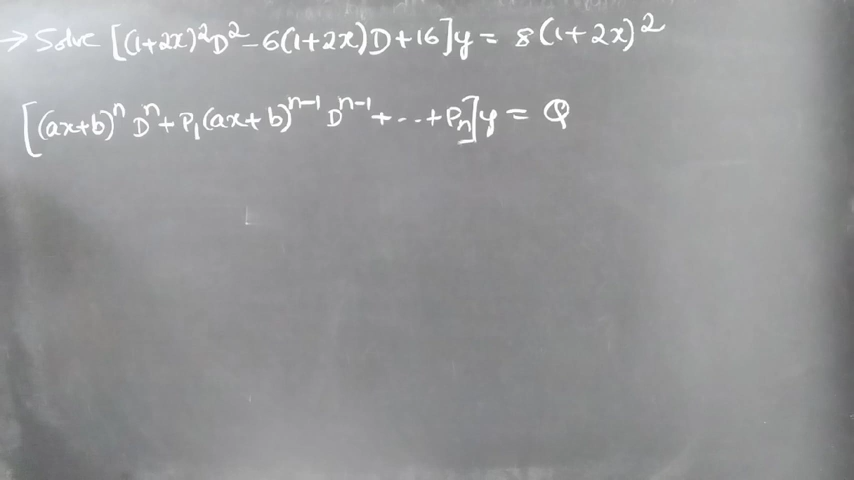 → Solve [(1+2x)²D² - 6(1+2x)D + 16]y = 8(1+2x)²
[(ax+b)ⁿ Dⁿ + P₁(ax+b)ⁿ⁻¹ Dⁿ⁻¹ + ... + Pₙ]y = Q